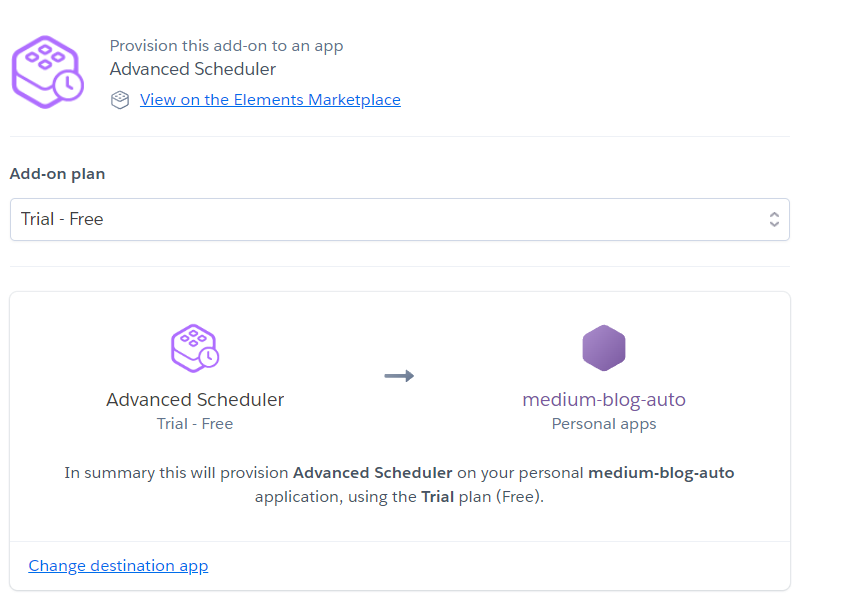 Provision this add-on to an app
Advanced Scheduler
View on the Elements Marketplace
Add-on plan
Trial - Free
Advanced Scheduler
Trial - Free
medium-blog-auto
Personal apps
In summary this will provision Advanced Scheduler on your personal medium-blog-auto
application, using the Trial plan (Free).
Change destination app